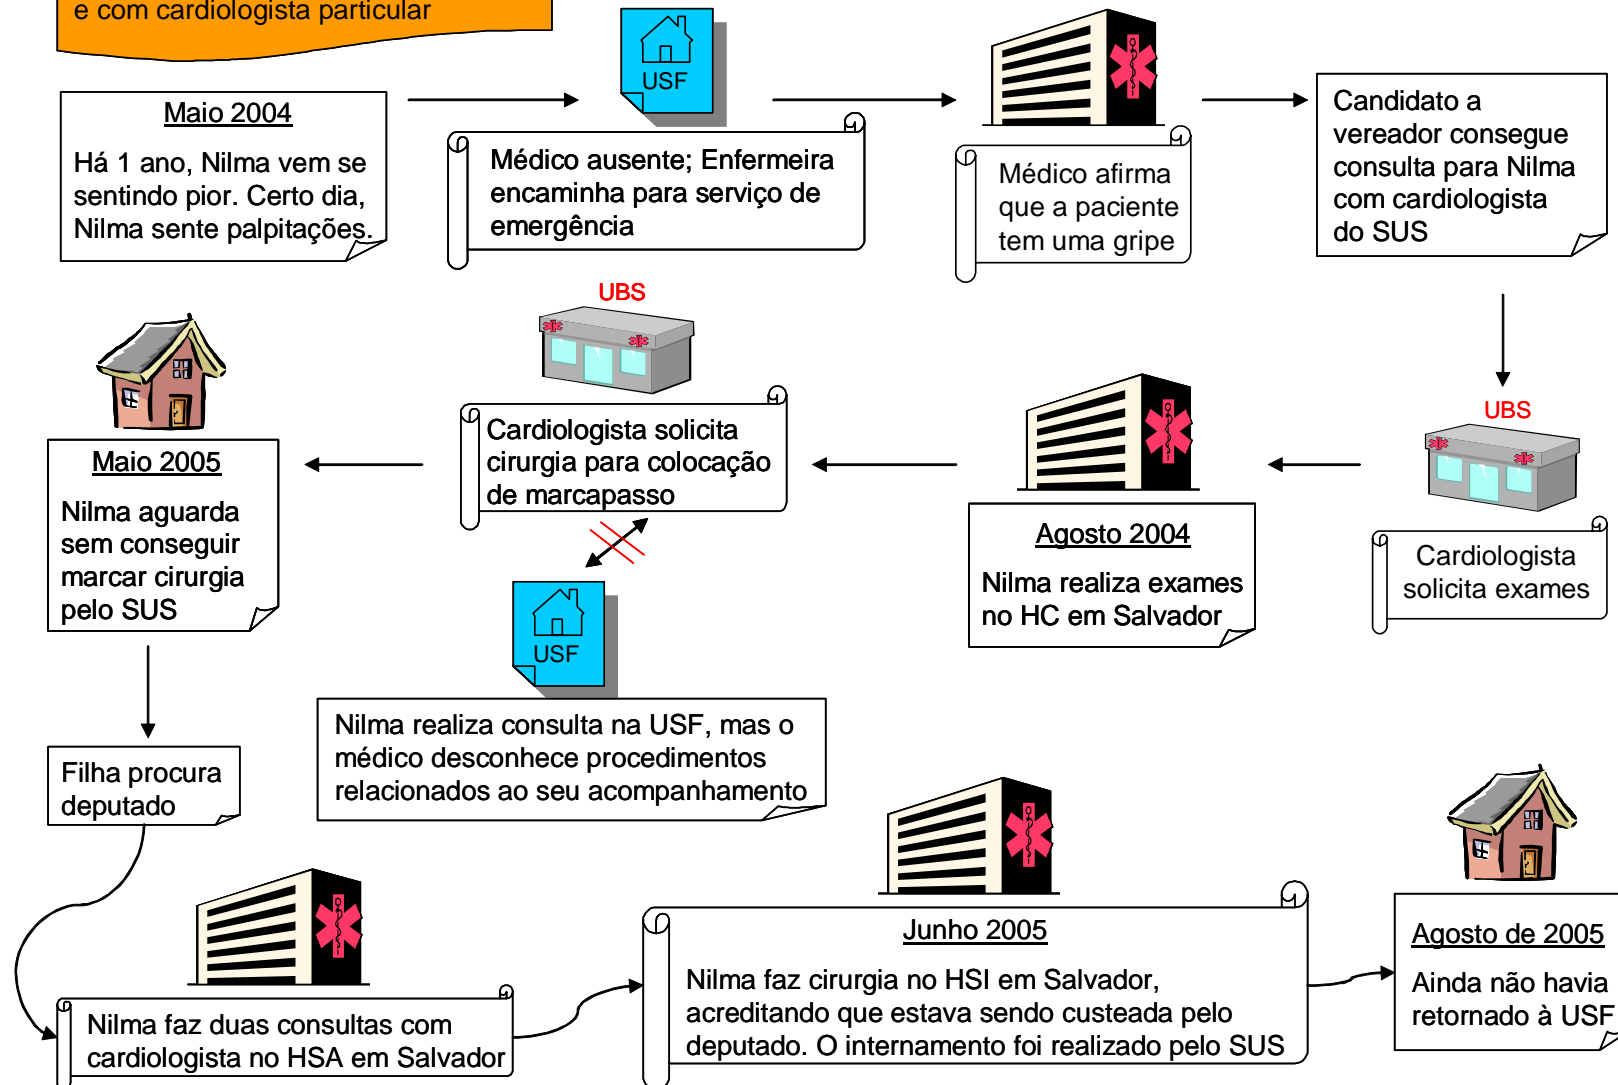 e com cardiologista particular
Maio 2004
Há 1 ano, Nilma vem se
sentindo pior. Certo dia,
Nilma sente palpitações.
USF
Médico ausente; Enfermeira
encaminha para serviço de
emergência
Médico afirma
que a paciente
tem uma gripe
Candidato a
vereador consegue
consulta para Nilma
com cardiologista
do SUS
UBS
Cardiologista
solicita exames
Agosto 2004
Nilma realiza exames
no HC em Salvador
UBS
Cardiologista solicita
cirurgia para colocação
de marcapasso
USF
Nilma realiza consulta na USF, mas o
médico desconhece procedimentos
relacionados ao seu acompanhamento
Maio 2005
Nilma aguarda
sem conseguir
marcar cirurgia
pelo SUS
Filha procura
deputado
Nilma faz duas consultas com
cardiologista no HSA em Salvador
Junho 2005
Nilma faz cirurgia no HSI em Salvador,
acreditando que estava sendo custeada pelo
deputado. O internamento foi realizado pelo SUS
Agosto de 2005
Ainda não havia
retornado à USF